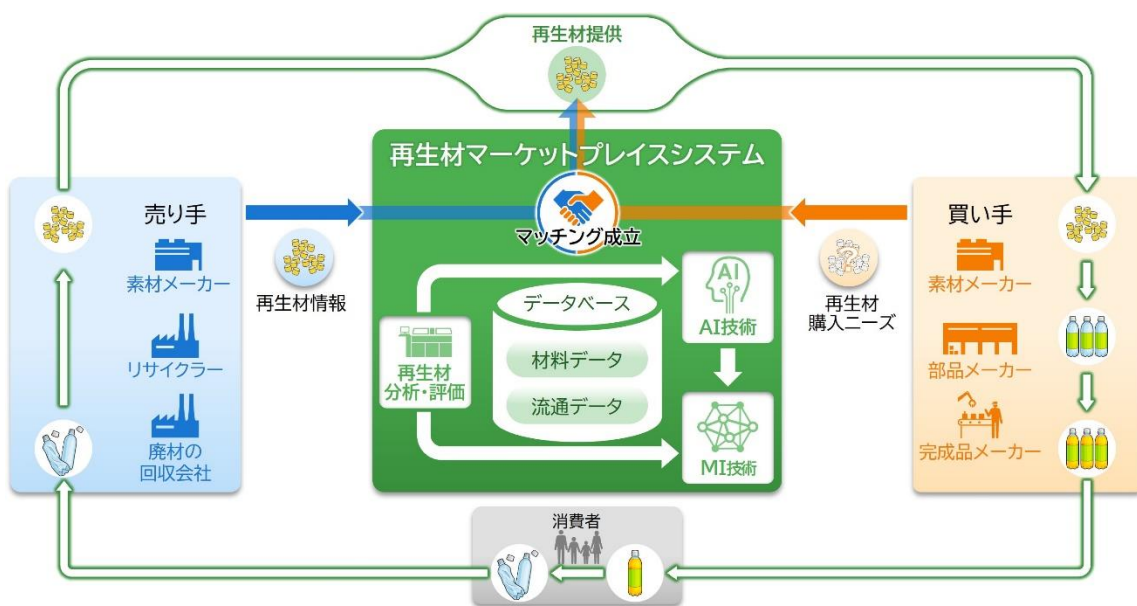 再生材提供
再生材マーケットプレイスシステム
売り手
素材メーカー
リサイクラー
廃材の
回収会社
再生材情報
マッチング成立
データベース
材料データ
流通データ
再生材
分析・評価
AI
AI技術
MI技術
再生材
購入ニーズ
買い手
素材メーカー
部品メーカー
完成品メーカー
消費者